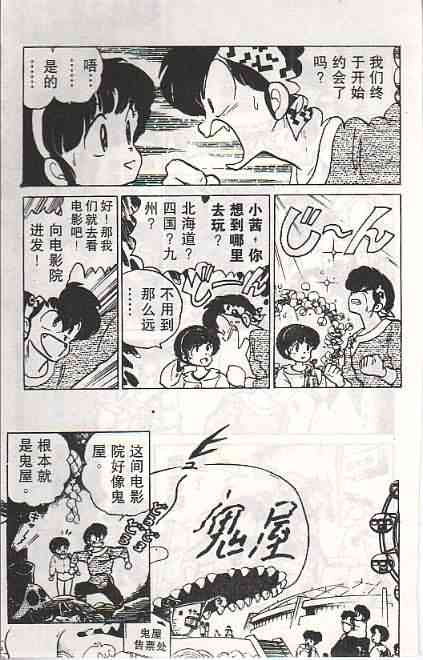 我们终
于开始
约会了
吗？
唔
……
是的
……
じ～ん
小茜，你
想到哪里
去玩？
北海道？
四国？九
州？
じ～ん
不用到
那么远
……
好！那我
们就去看
电影吧！
向电影院
进发！
鬼屋
这间电影
院好像鬼
屋。
根本就
是鬼屋。
鬼屋
售票处